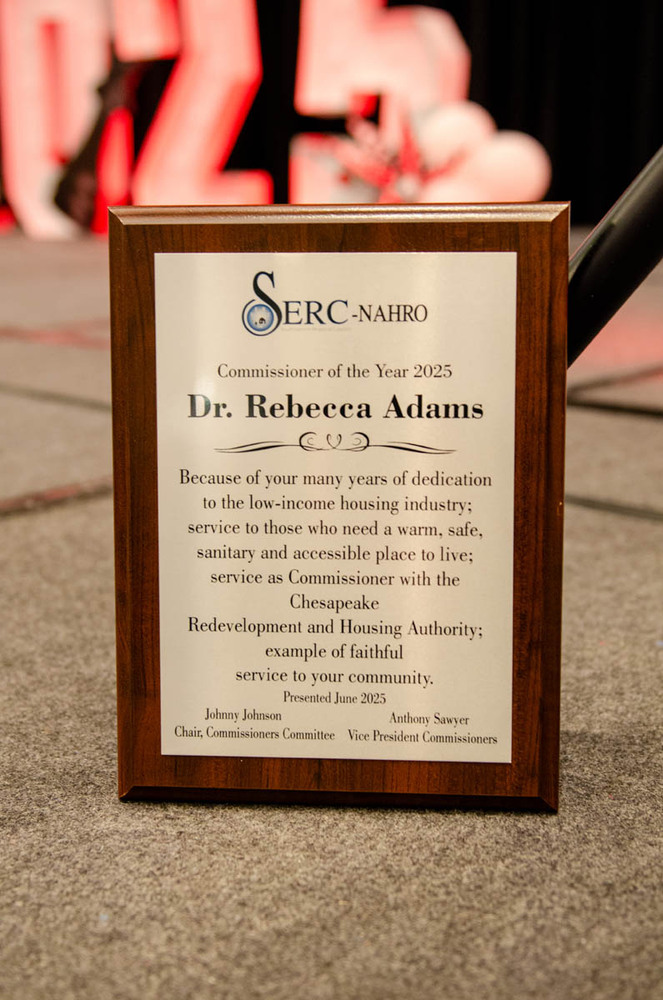 SERC-NAHRO
Commissioner of the Year 2025
Dr. Rebecca Adams
Because of your many years of dedication
to the low-income housing industry;
service to those who need a warm, safe,
sanitary and accessible place to live;
service as Commissioner with the
Chesapeake
Redevelopment and Housing Authority;
example of faithful
service to your community.
Presented June 2025
Johnny Johnson Anthony Sawyer
Chair, Commissioners Committee Vice President Commissioners